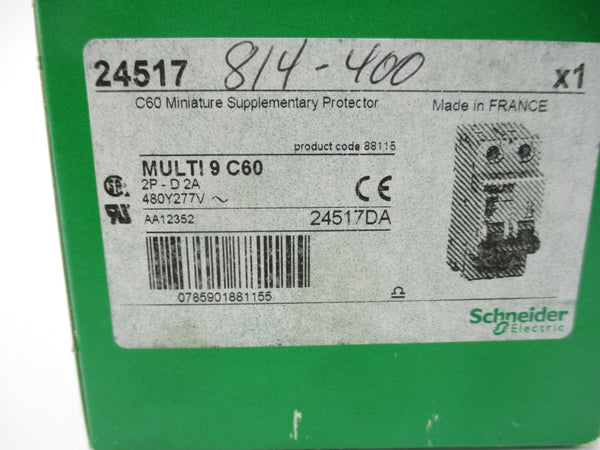 24517 814-400 x1
C60 Miniature Supplementary Protector Made in FRANCE
product code 88115
MULTI 9 C60
2P - D 2A
480Y277V ~
CE
AA12352 24517DA
0785901881155
Schneider
Electric